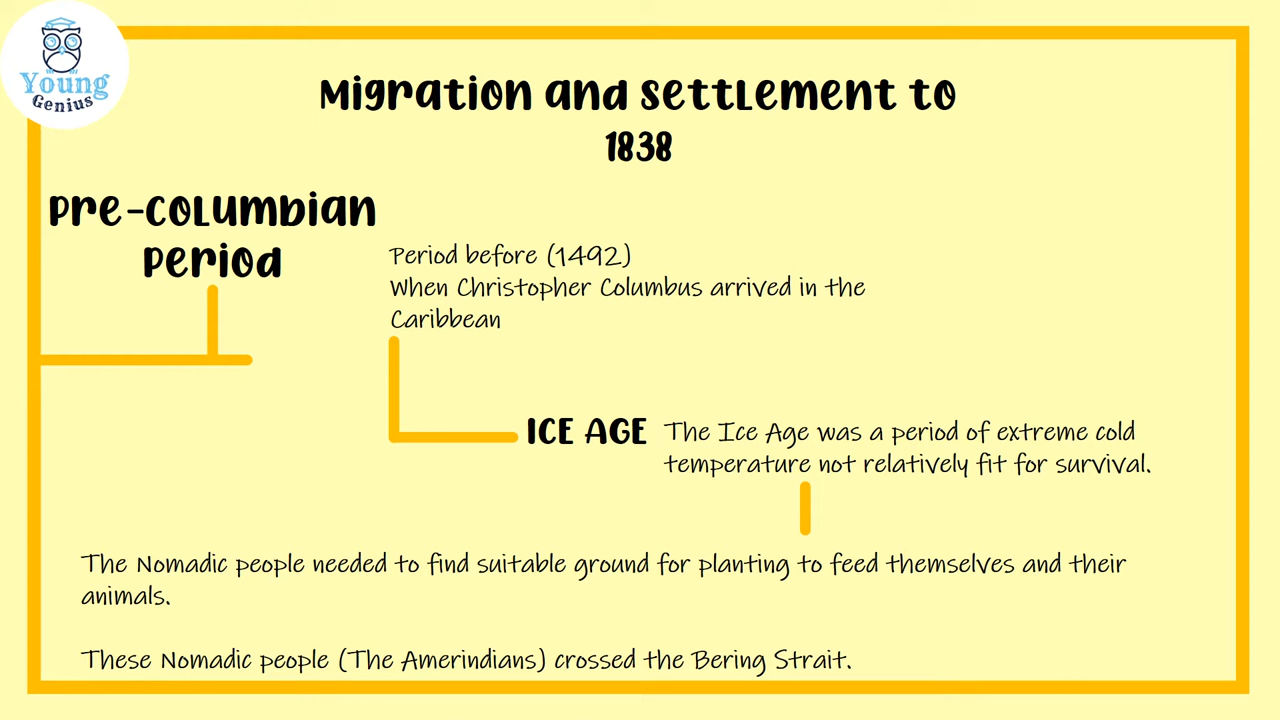 Young
Genius
Migration and Settlement to
1838
Pre-Columbian
Period
Period before (1492)
When Christopher Columbus arrived in the
Caribbean
ICE AGE
The Ice Age was a period of extreme cold
temperature not relatively fit for survival.
The Nomadic people needed to find suitable ground for planting to feed themselves and their
animals.
These Nomadic people (The Amerindians) crossed the Bering Strait.